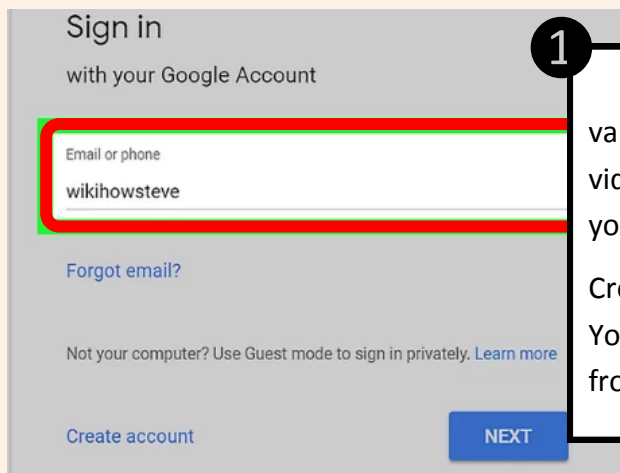 Sign in
with your Google Account
Email or phone
wikihowsteve
Forgot email?
Not your computer? Use Guest mode to sign in privately. Learn more
Create account
NEXT
1